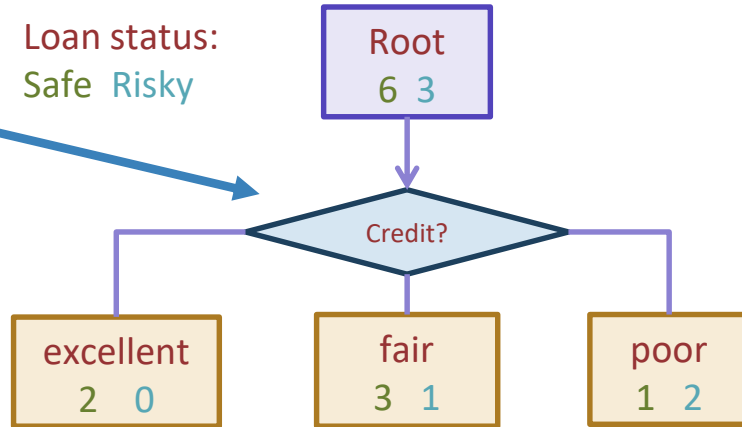 Loan status:
Safe Risky
Root
6 3
Credit?
excellent
2 0
fair
3 1
poor
1 2